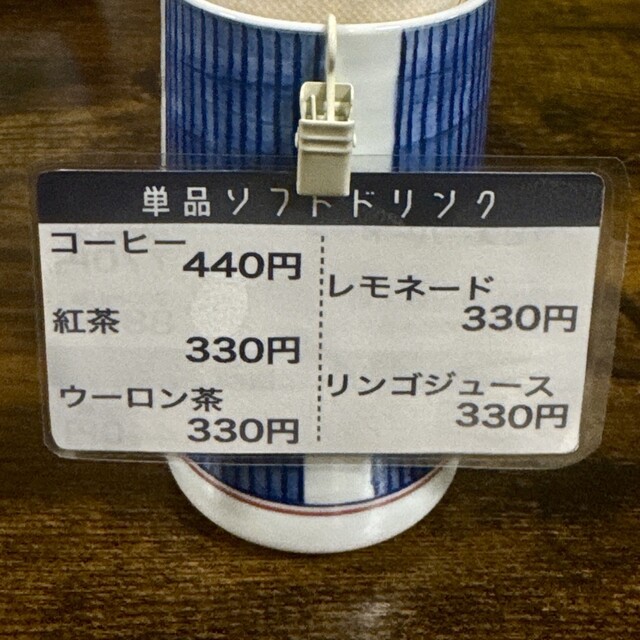 単品ソフトドリンク
コーヒー
440円
紅茶
330円
ウーロン茶
330円
レモネード
330円
リンゴジュース
330円